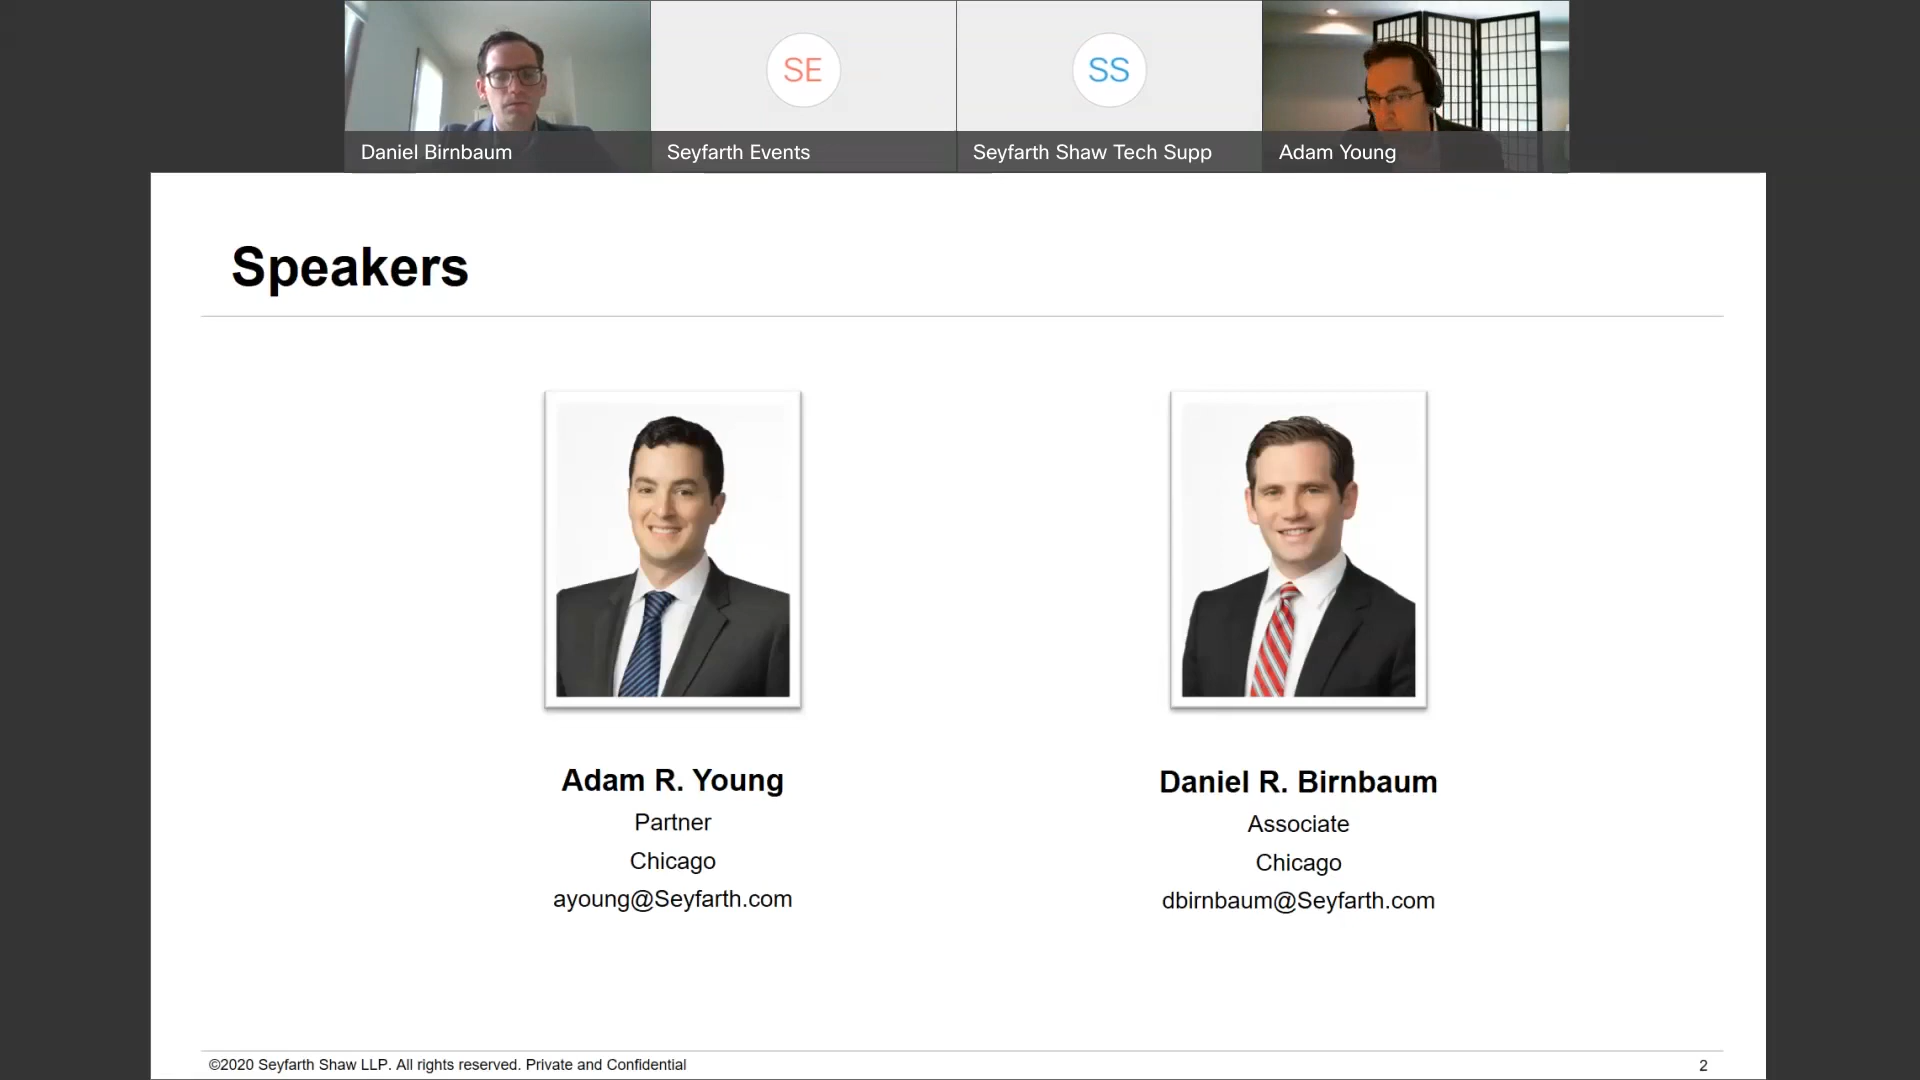 SE
SS
Daniel Birnbaum
Seyfarth Events
Seyfarth Shaw Tech Supp
Adam Young
Speakers
Adam R. Young
Partner
Chicago
ayoung@Seyfarth.com
Daniel R. Birnbaum
Associate
Chicago
dbirnbaum@Seyfarth.com
©2020 Seyfarth Shaw LLP. All rights reserved. Private and Confidential
2